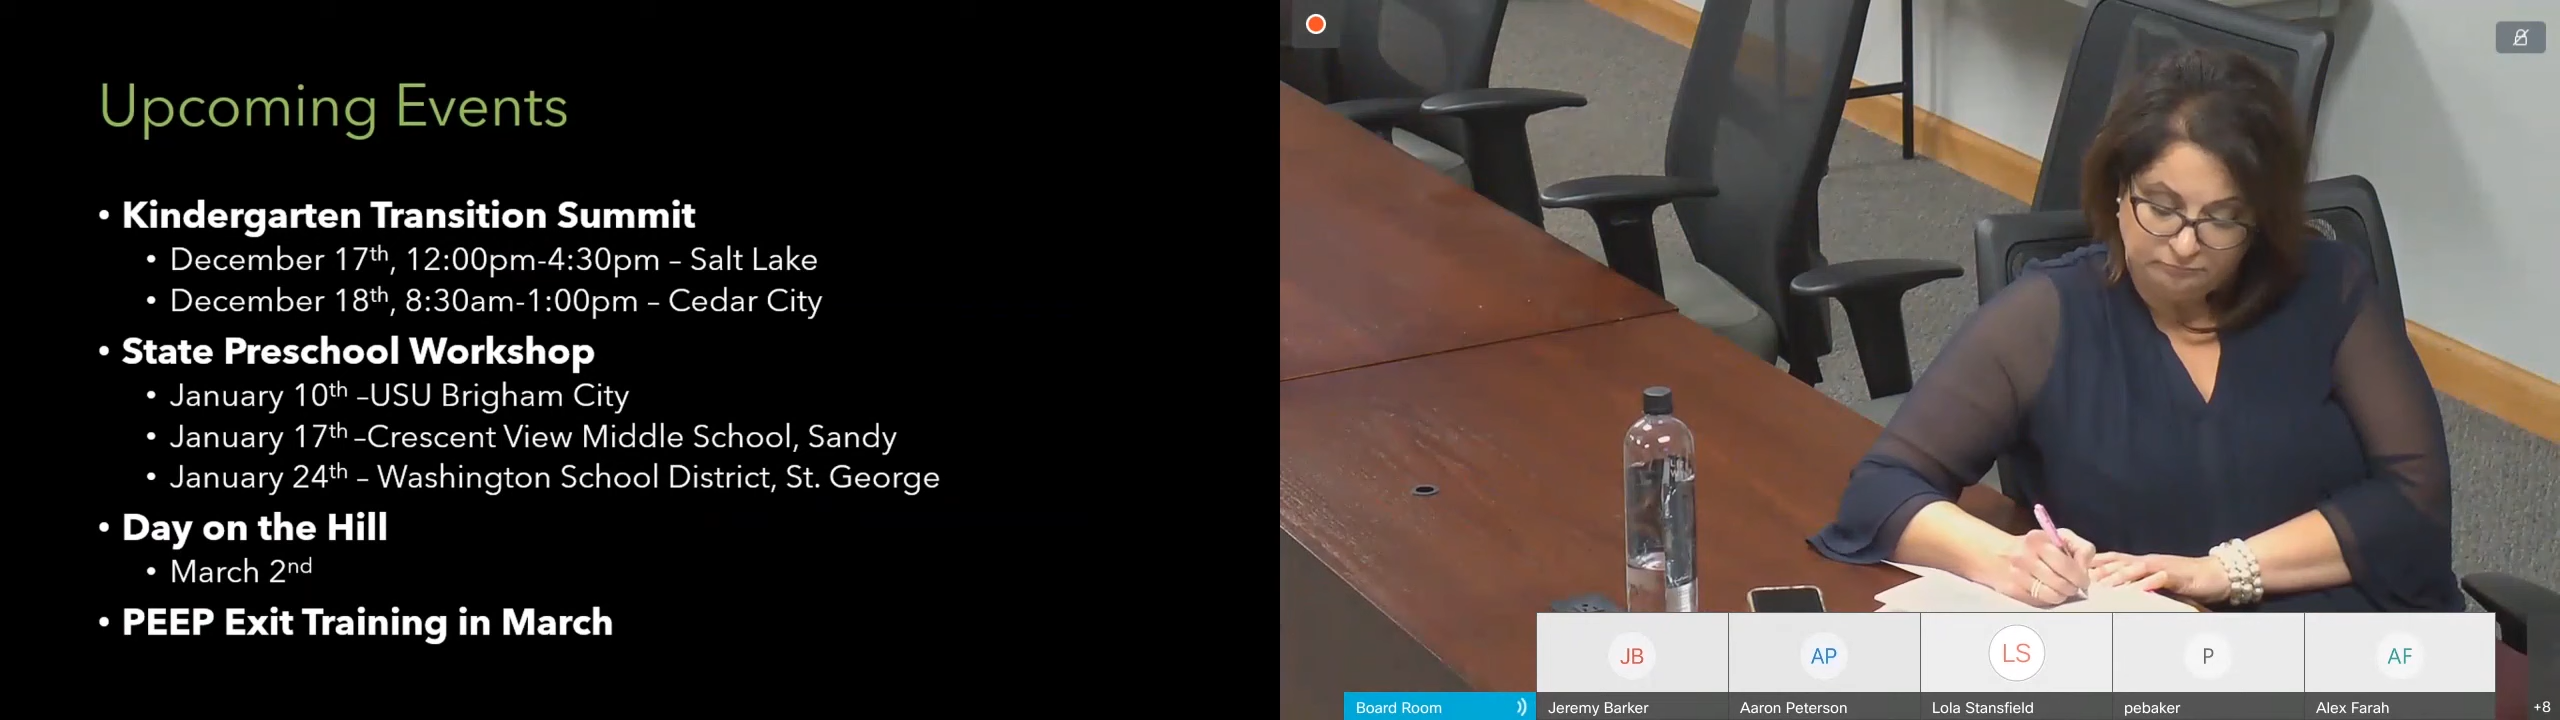 Upcoming Events
• Kindergarten Transition Summit
• December 17th, 12:00pm-4:30pm – Salt Lake
• December 18th, 8:30am-1:00pm – Cedar City
• State Preschool Workshop
• January 10th –USU Brigham City
• January 17th –Crescent View Middle School, Sandy
• January 24th – Washington School District, St. George
• Day on the Hill
• March 2nd
• PEEP Exit Training in March
JB
AP
LS
P
AF
Board Room
Jeremy Barker
Aaron Peterson
Lola Stansfield
pebaker
Alex Farah
+8